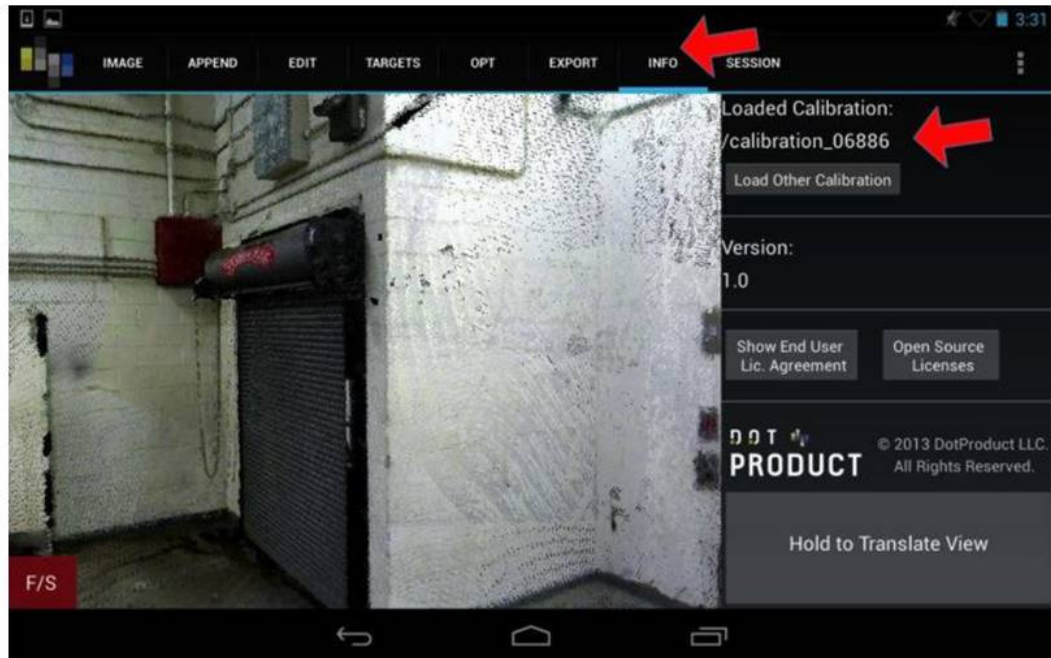 3:31
IMAGE APPEND EDIT TARGETS OPT EXPORT INFO SESSION
Loaded Calibration:
/calibration_06886
Load Other Calibration
Version:
1.0
Show End User
Lic. Agreement
Open Source
Licenses
DOT
PRODUCT
© 2013 DotProduct LLC.
All Rights Reserved.
Hold to Translate View
F/S